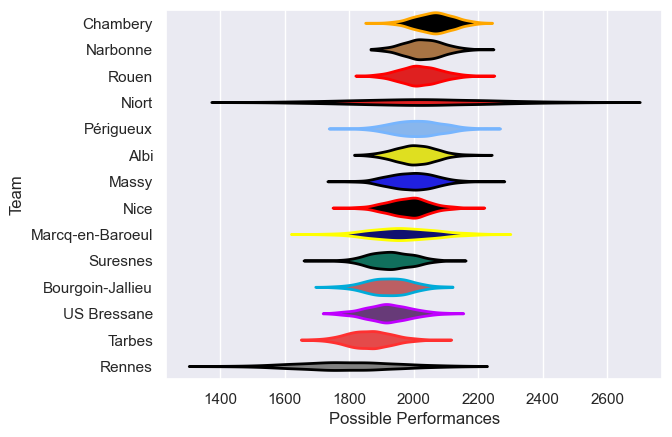 Chambery
Narbonne
Rouen
Niort
Périgueux
Albi
Massy
Nice
Marcq-en-Baroeul
Suresnes
Bourgoin-Jallieu
US Bressane
Tarbes
Rennes
Team
1400 1600 1800 2000 2200 2400 2600
Possible Performances